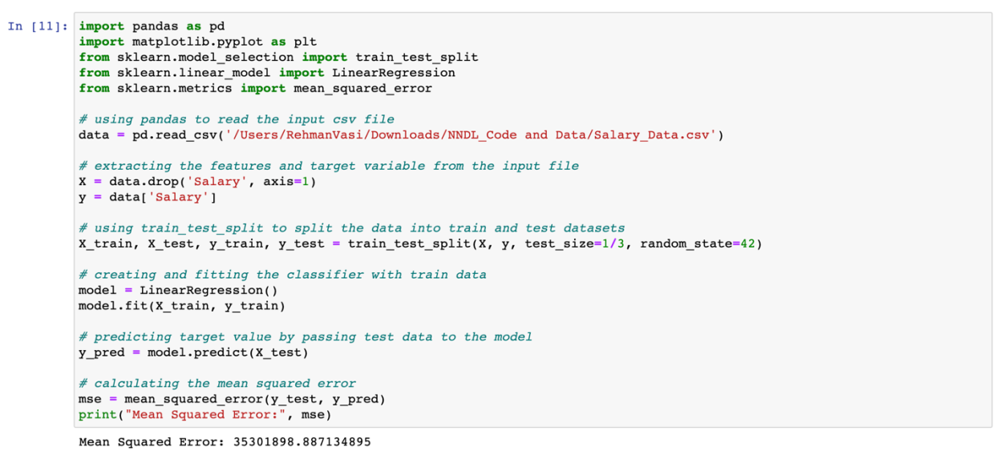 In [11]: import pandas as pd
import matplotlib.pyplot as plt
from sklearn.model_selection import train_test_split
from sklearn.linear_model import LinearRegression
from sklearn.metrics import mean_squared_error
# using pandas to read the input csv file
data = pd.read_csv('/Users/RehmanVasi/Downloads/NNDL_Code and Data/Salary_Data.csv')
# extracting the features and target variable from the input file
X = data.drop('Salary', axis=1)
y = data['Salary']
# using train_test_split to split the data into train and test datasets
X_train, X_test, y_train, y_test = train_test_split(X, y, test_size=1/3, random_state=42)
# creating and fitting the classifier with train data
model = LinearRegression()
model.fit(X_train, y_train)
# predicting target value by passing test data to the model
y_pred = model.predict(X_test)
# calculating the mean squared error
mse = mean_squared_error(y_test, y_pred)
print("Mean Squared Error:", mse)
Mean Squared Error: 35301898.887134895